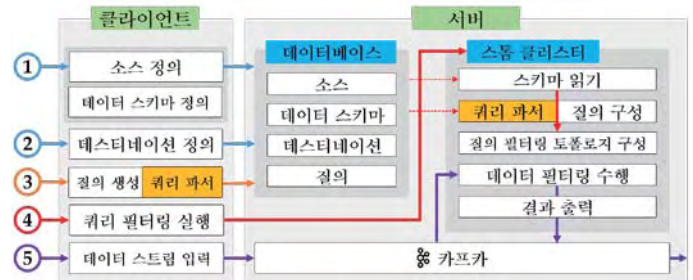 클라이언트
서버
① 소스 정의
데이터 스키마 정의
② 데스티네이션 정의
③ 질의 생성 쿼리 파서
④ 쿼리 필터링 실행
⑤ 데이터 스트림 입력
데이터베이스
소스
데이터 스키마
데스티네이션
질의
스톰 클러스터
스키마 읽기
쿼리 파서 질의 구성
질의 필터링 토폴로지 구성
데이터 필터링 수행
결과 출력
카프카